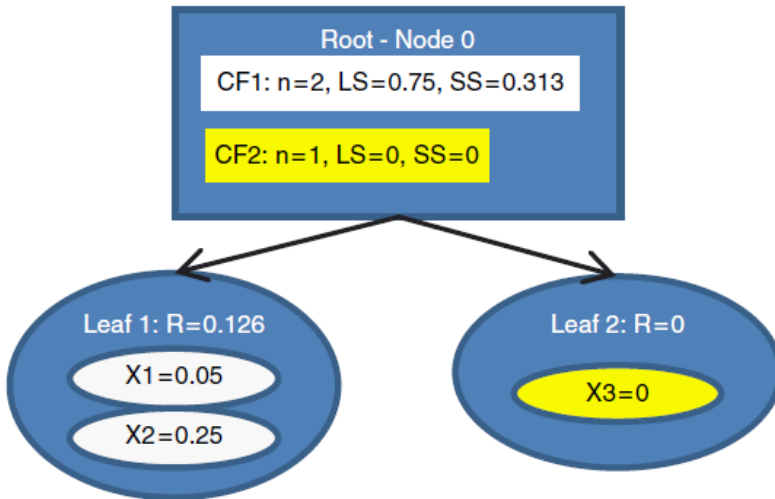 Root - Node 0
CF1: n=2, LS=0.75, SS=0.313
CF2: n=1, LS=0, SS=0
Leaf 1: R=0.126
X1=0.05
X2=0.25
Leaf 2: R=0
X3=0